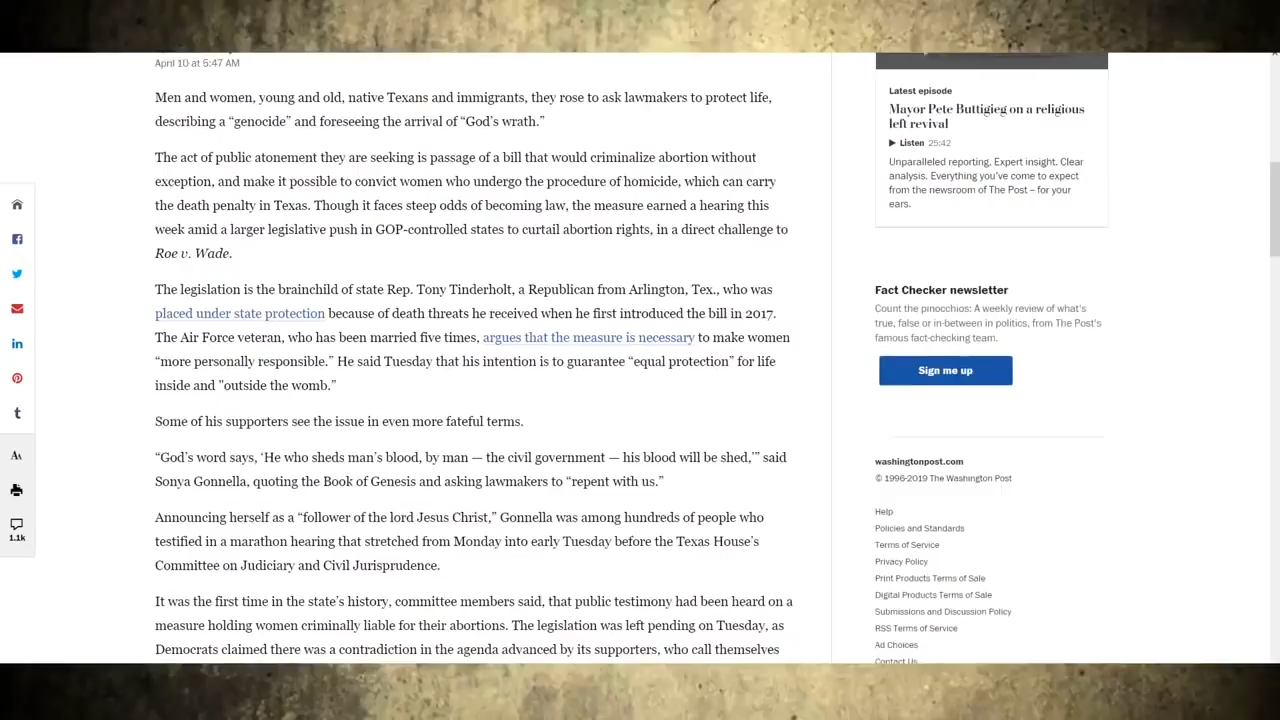 April 10 at 5:47 AM
Men and women, young and old, native Texans and immigrants, they rose to ask lawmakers to protect life,
describing a “genocide” and foreseeing the arrival of “God’s wrath.”
The act of public atonement they are seeking is passage of a bill that would criminalize abortion without
exception, and make it possible to convict women who undergo the procedure of homicide, which can carry
the death penalty in Texas. Though it faces steep odds of becoming law, the measure earned a hearing this
week amid a larger legislative push in GOP-controlled states to curtail abortion rights, in a direct challenge to
Roe v. Wade.
The legislation is the brainchild of state Rep. Tony Tinderholt, a Republican from Arlington, Tex., who was
placed under state protection because of death threats he received when he first introduced the bill in 2017.
The Air Force veteran, who has been married five times, argues that the measure is necessary to make women
“more personally responsible.” He said Tuesday that his intention is to guarantee “equal protection” for life
inside and "outside the womb.”
Some of his supporters see the issue in even more fateful terms.
“God’s word says, ‘He who sheds man’s blood, by man — the civil government — his blood will be shed,’” said
Sonya Gonnella, quoting the Book of Genesis and asking lawmakers to “repent with us.”
Announcing herself as a “follower of the lord Jesus Christ,” Gonnella was among hundreds of people who
testified in a marathon hearing that stretched from Monday into early Tuesday before the Texas House’s
Committee on Judiciary and Civil Jurisprudence.
It was the first time in the state’s history, committee members said, that public testimony had been heard on a
measure holding women criminally liable for their abortions. The legislation was left pending on Tuesday, as
Democrats claimed there was a contradiction in the agenda advanced by its supporters, who call themselves
1.1k
Latest episode
Mayor Pete Buttigieg on a religious
left revival
Listen 25:42
Unparalleled reporting. Expert insight. Clear
analysis. Everything you’ve come to expect
from the newsroom of The Post – for your
ears.
Fact Checker newsletter
Count the pinocchios: A weekly review of what's
true, false or in-between in politics, from The Post's
famous fact-checking team.
Sign me up
washingtonpost.com
© 1996-2019 The Washington Post
Help
Policies and Standards
Terms of Service
Privacy Policy
Print Products Terms of Sale
Digital Products Terms of Sale
Submissions and Discussion Policy
RSS Terms of Service
Ad Choices
Contact Us